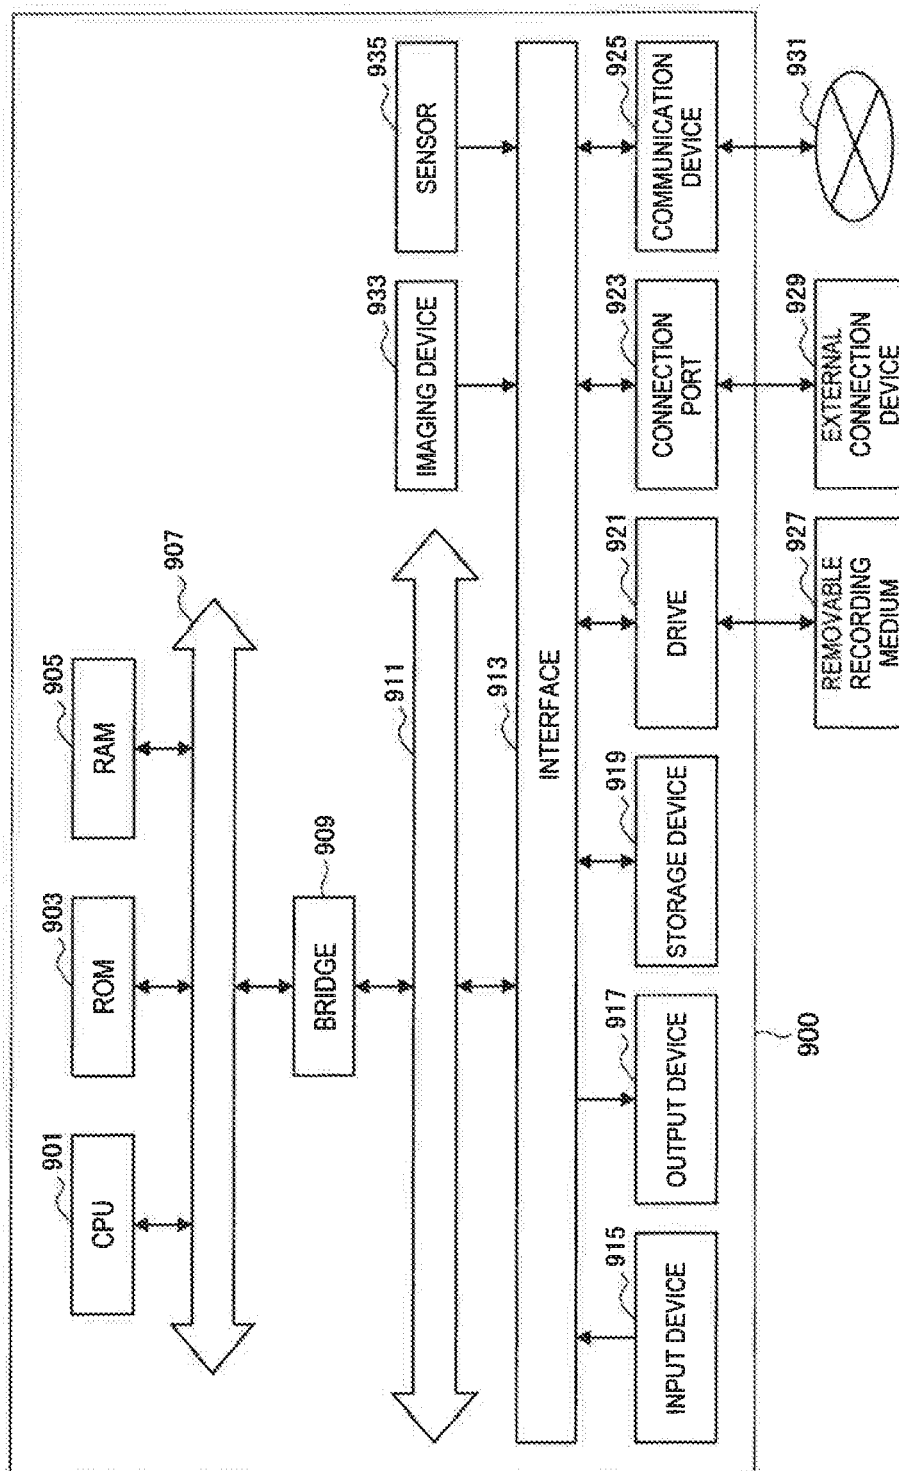 901
CPU
903
ROM
905
RAM
907
909
BRIDGE
933
IMAGING DEVICE
935
SENSOR
911
913
INTERFACE
915
INPUT DEVICE
917
OUTPUT DEVICE
919
STORAGE DEVICE
921
DRIVE
923
CONNECTION
PORT
925
COMMUNICATION
DEVICE
900
927
REMOVABLE
RECORDING
MEDIUM
929
EXTERNAL
CONNECTION
DEVICE
931